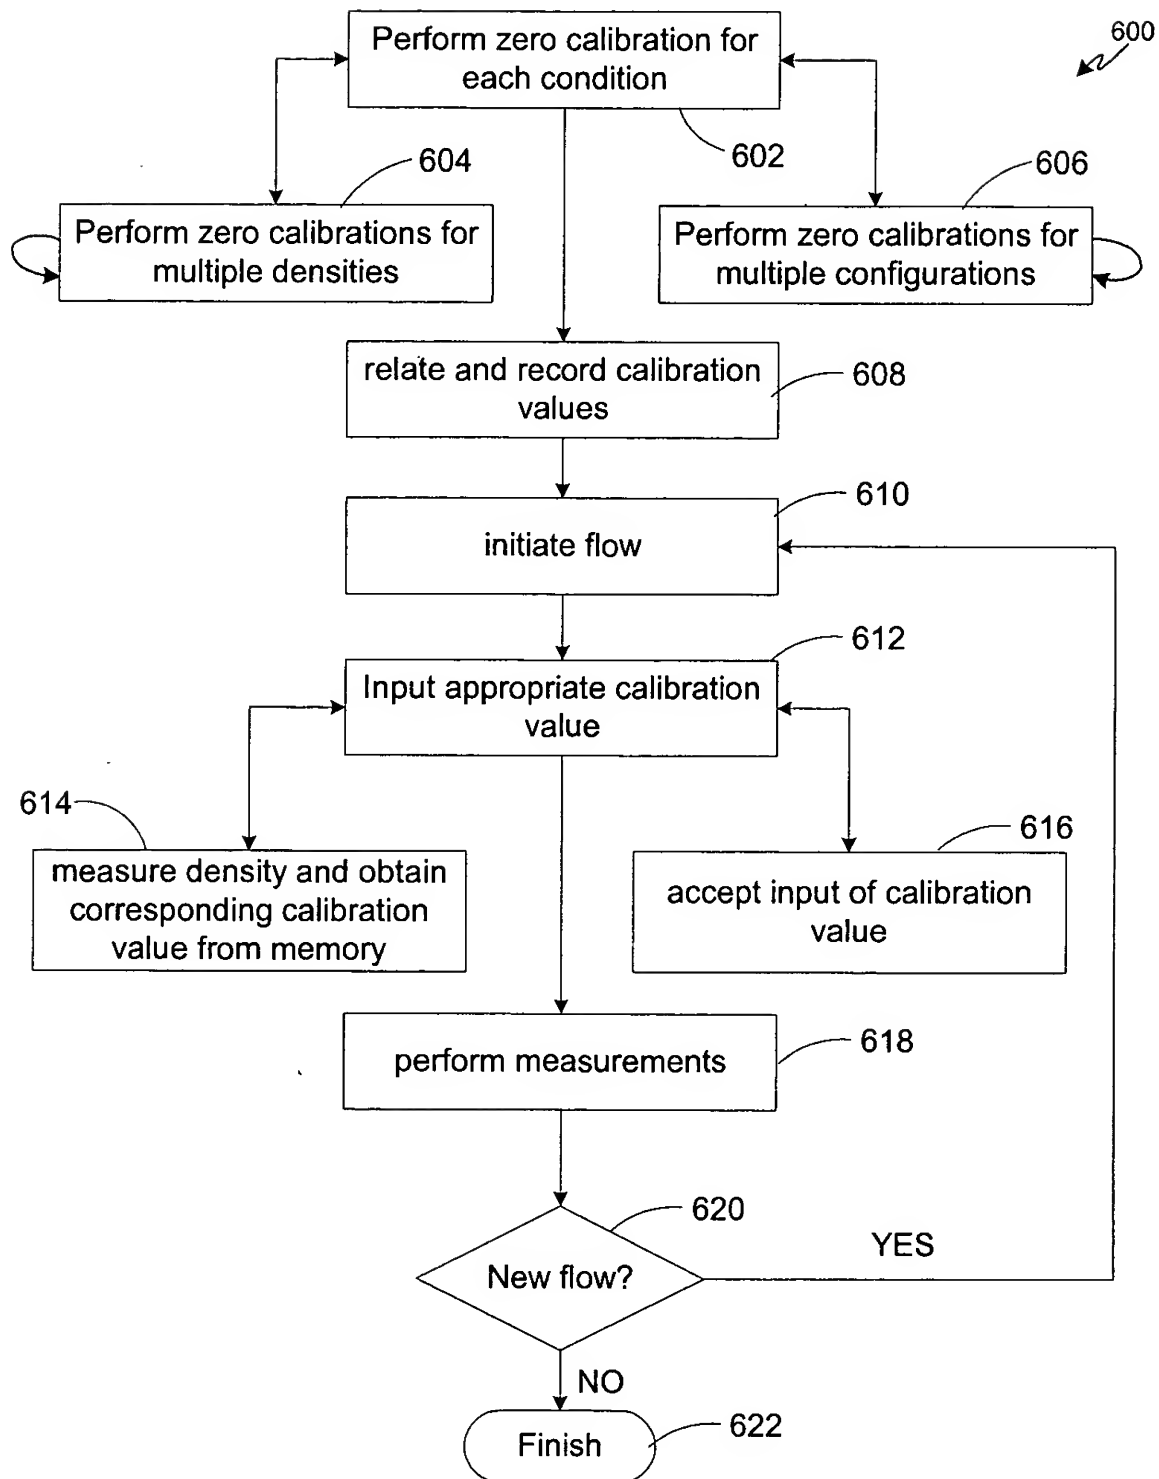 600
Perform zero calibration for
each condition
602
604
606
Perform zero calibrations for
multiple densities
Perform zero calibrations for
multiple configurations
relate and record calibration
values
608
610
initiate flow
612
Input appropriate calibration
value
614
616
measure density and obtain
corresponding calibration
value from memory
accept input of calibration
value
perform measurements
618
620
New flow?
YES
NO
Finish
622